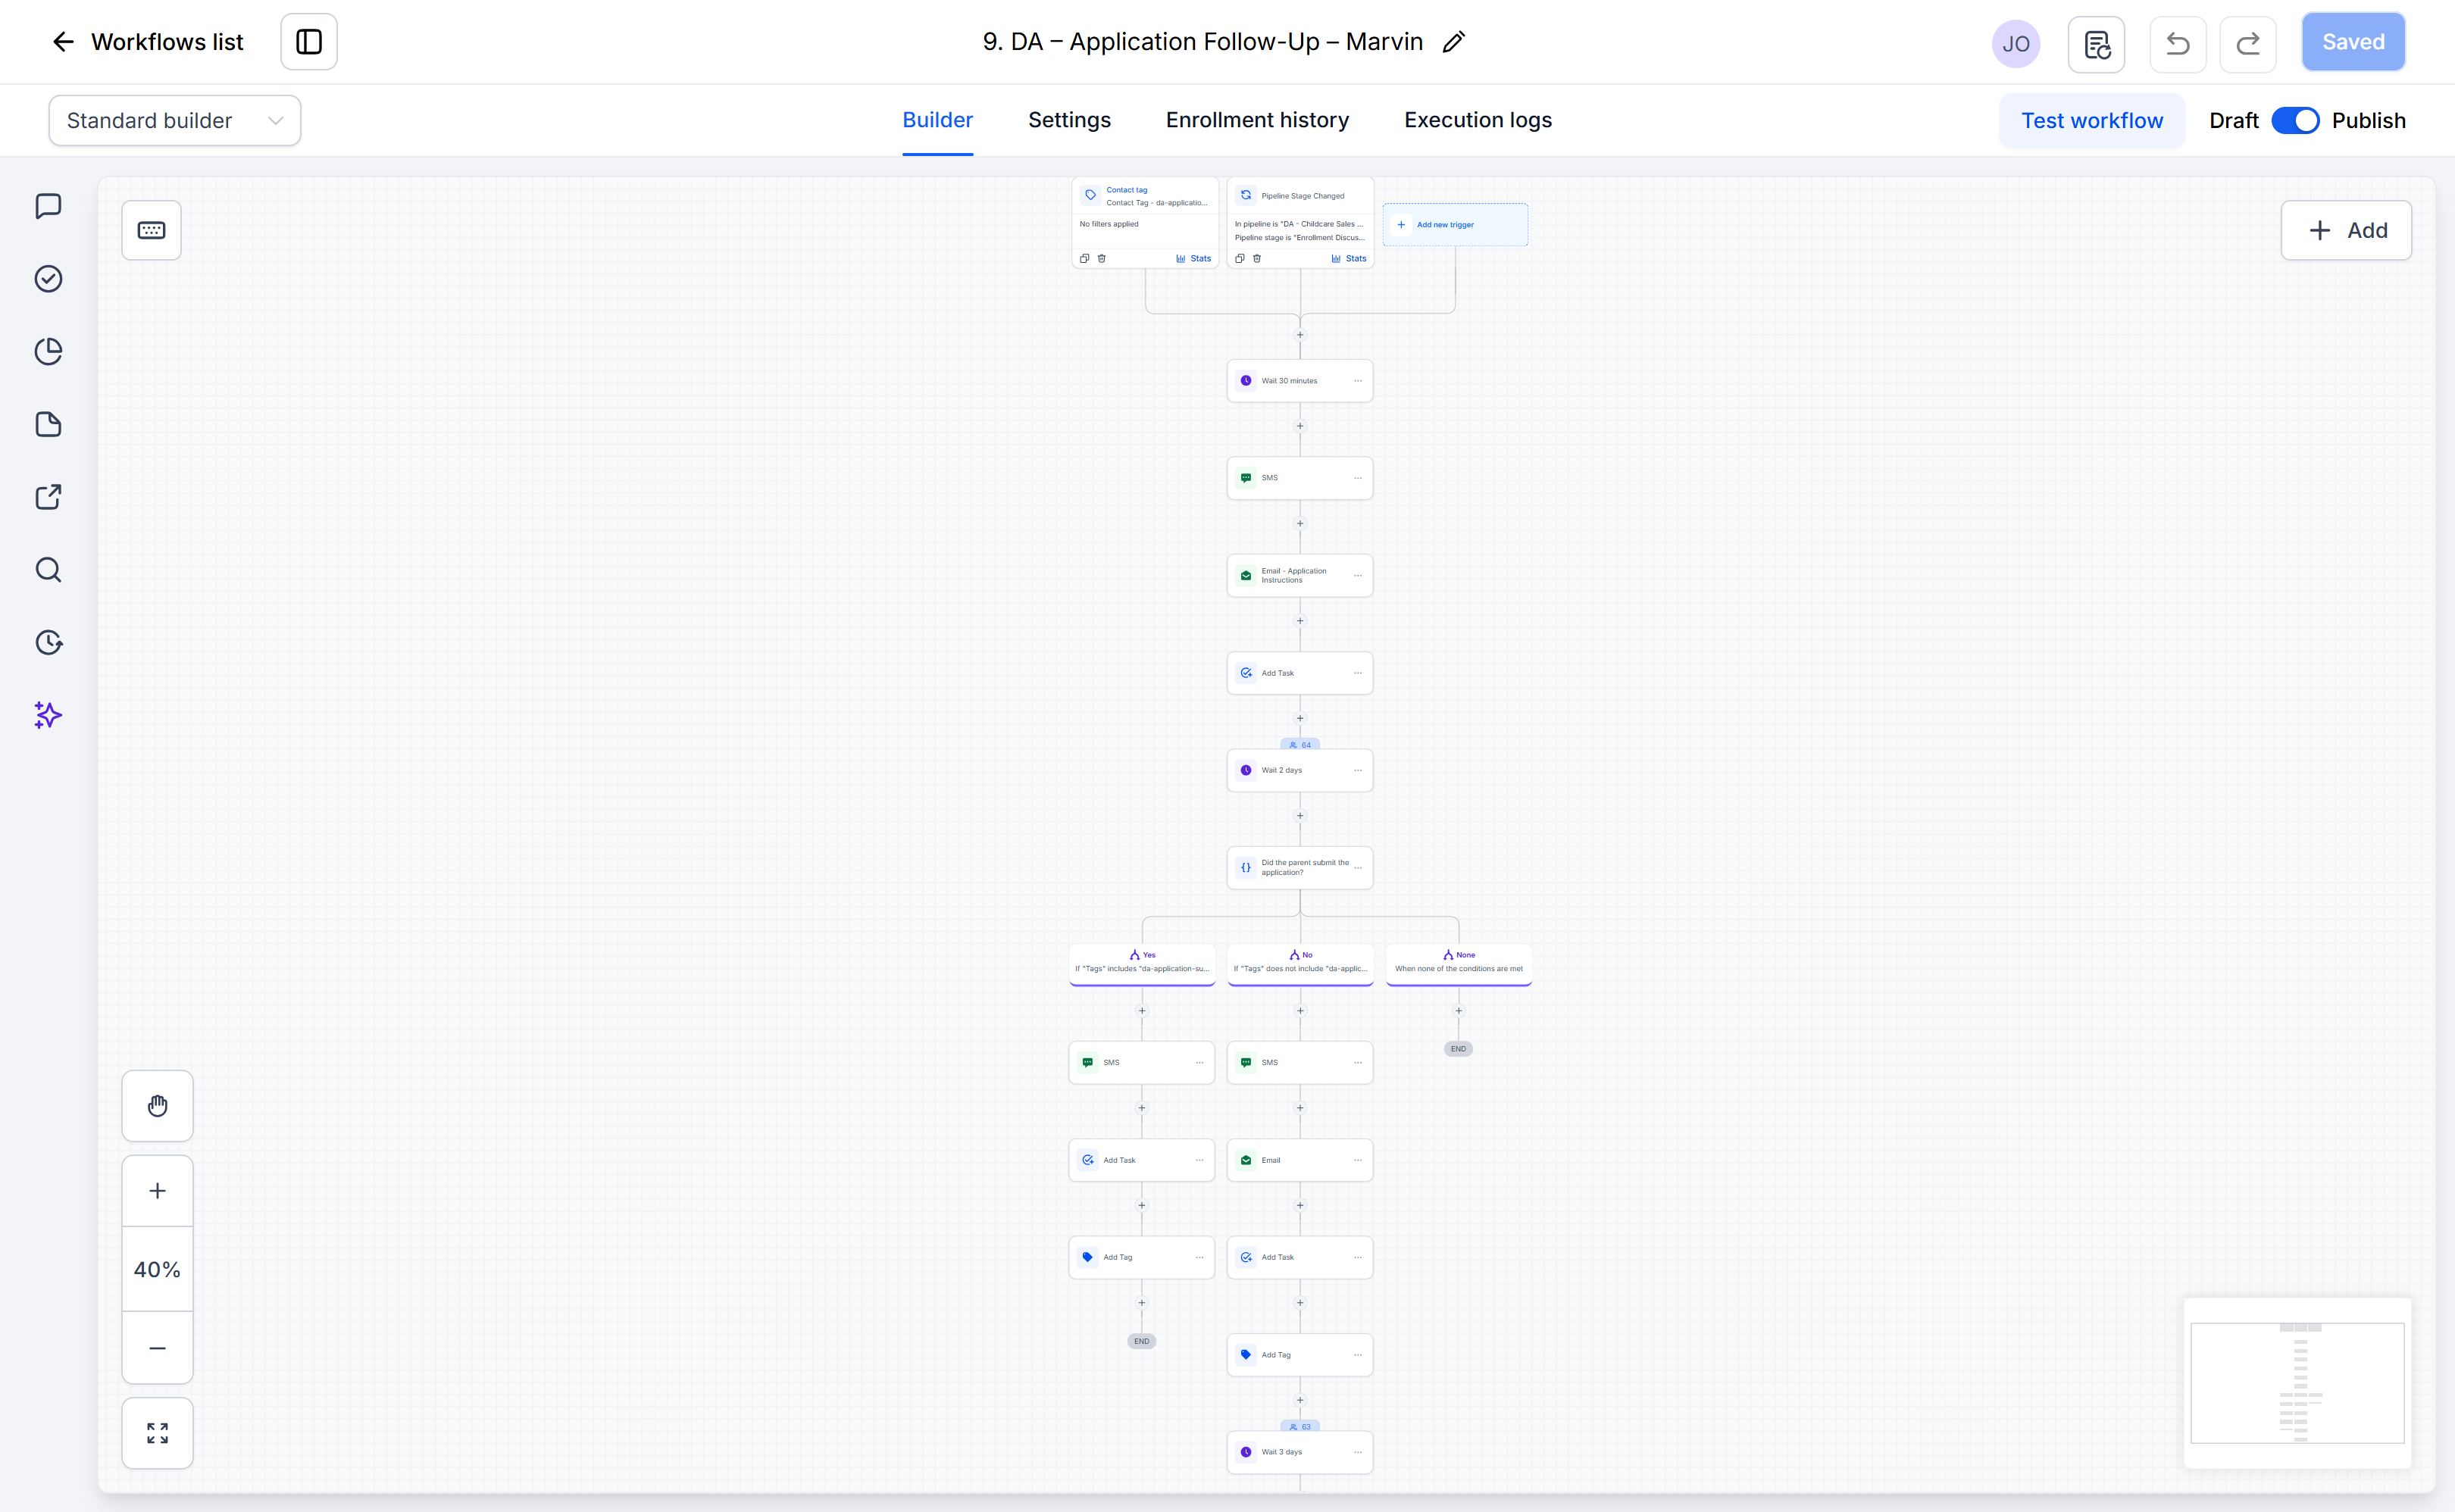 Workflows list
9. DA – Application Follow-Up – Marvin
JO
Saved
Standard builder
Builder
Settings
Enrollment history
Execution logs
Test workflow
Draft
Publish
Contact tag
Contact Tag - da-applicatio...
No filters applied
Stats
Pipeline Stage Changed
In pipeline is "DA - Childcare Sales ...
Pipeline stage is "Enrollment Discus...
Stats
Add new trigger
Add
Wait 30 minutes
SMS
Email - Application
Instructions
Add Task
64
Wait 2 days
Did the parent submit the
application?
Yes
If "Tags" includes "da-application-su...
No
If "Tags" does not include "da-applic...
None
When none of the conditions are met
SMS
SMS
END
Add Task
Email
Add Tag
Add Task
END
Add Tag
63
Wait 3 days
40%